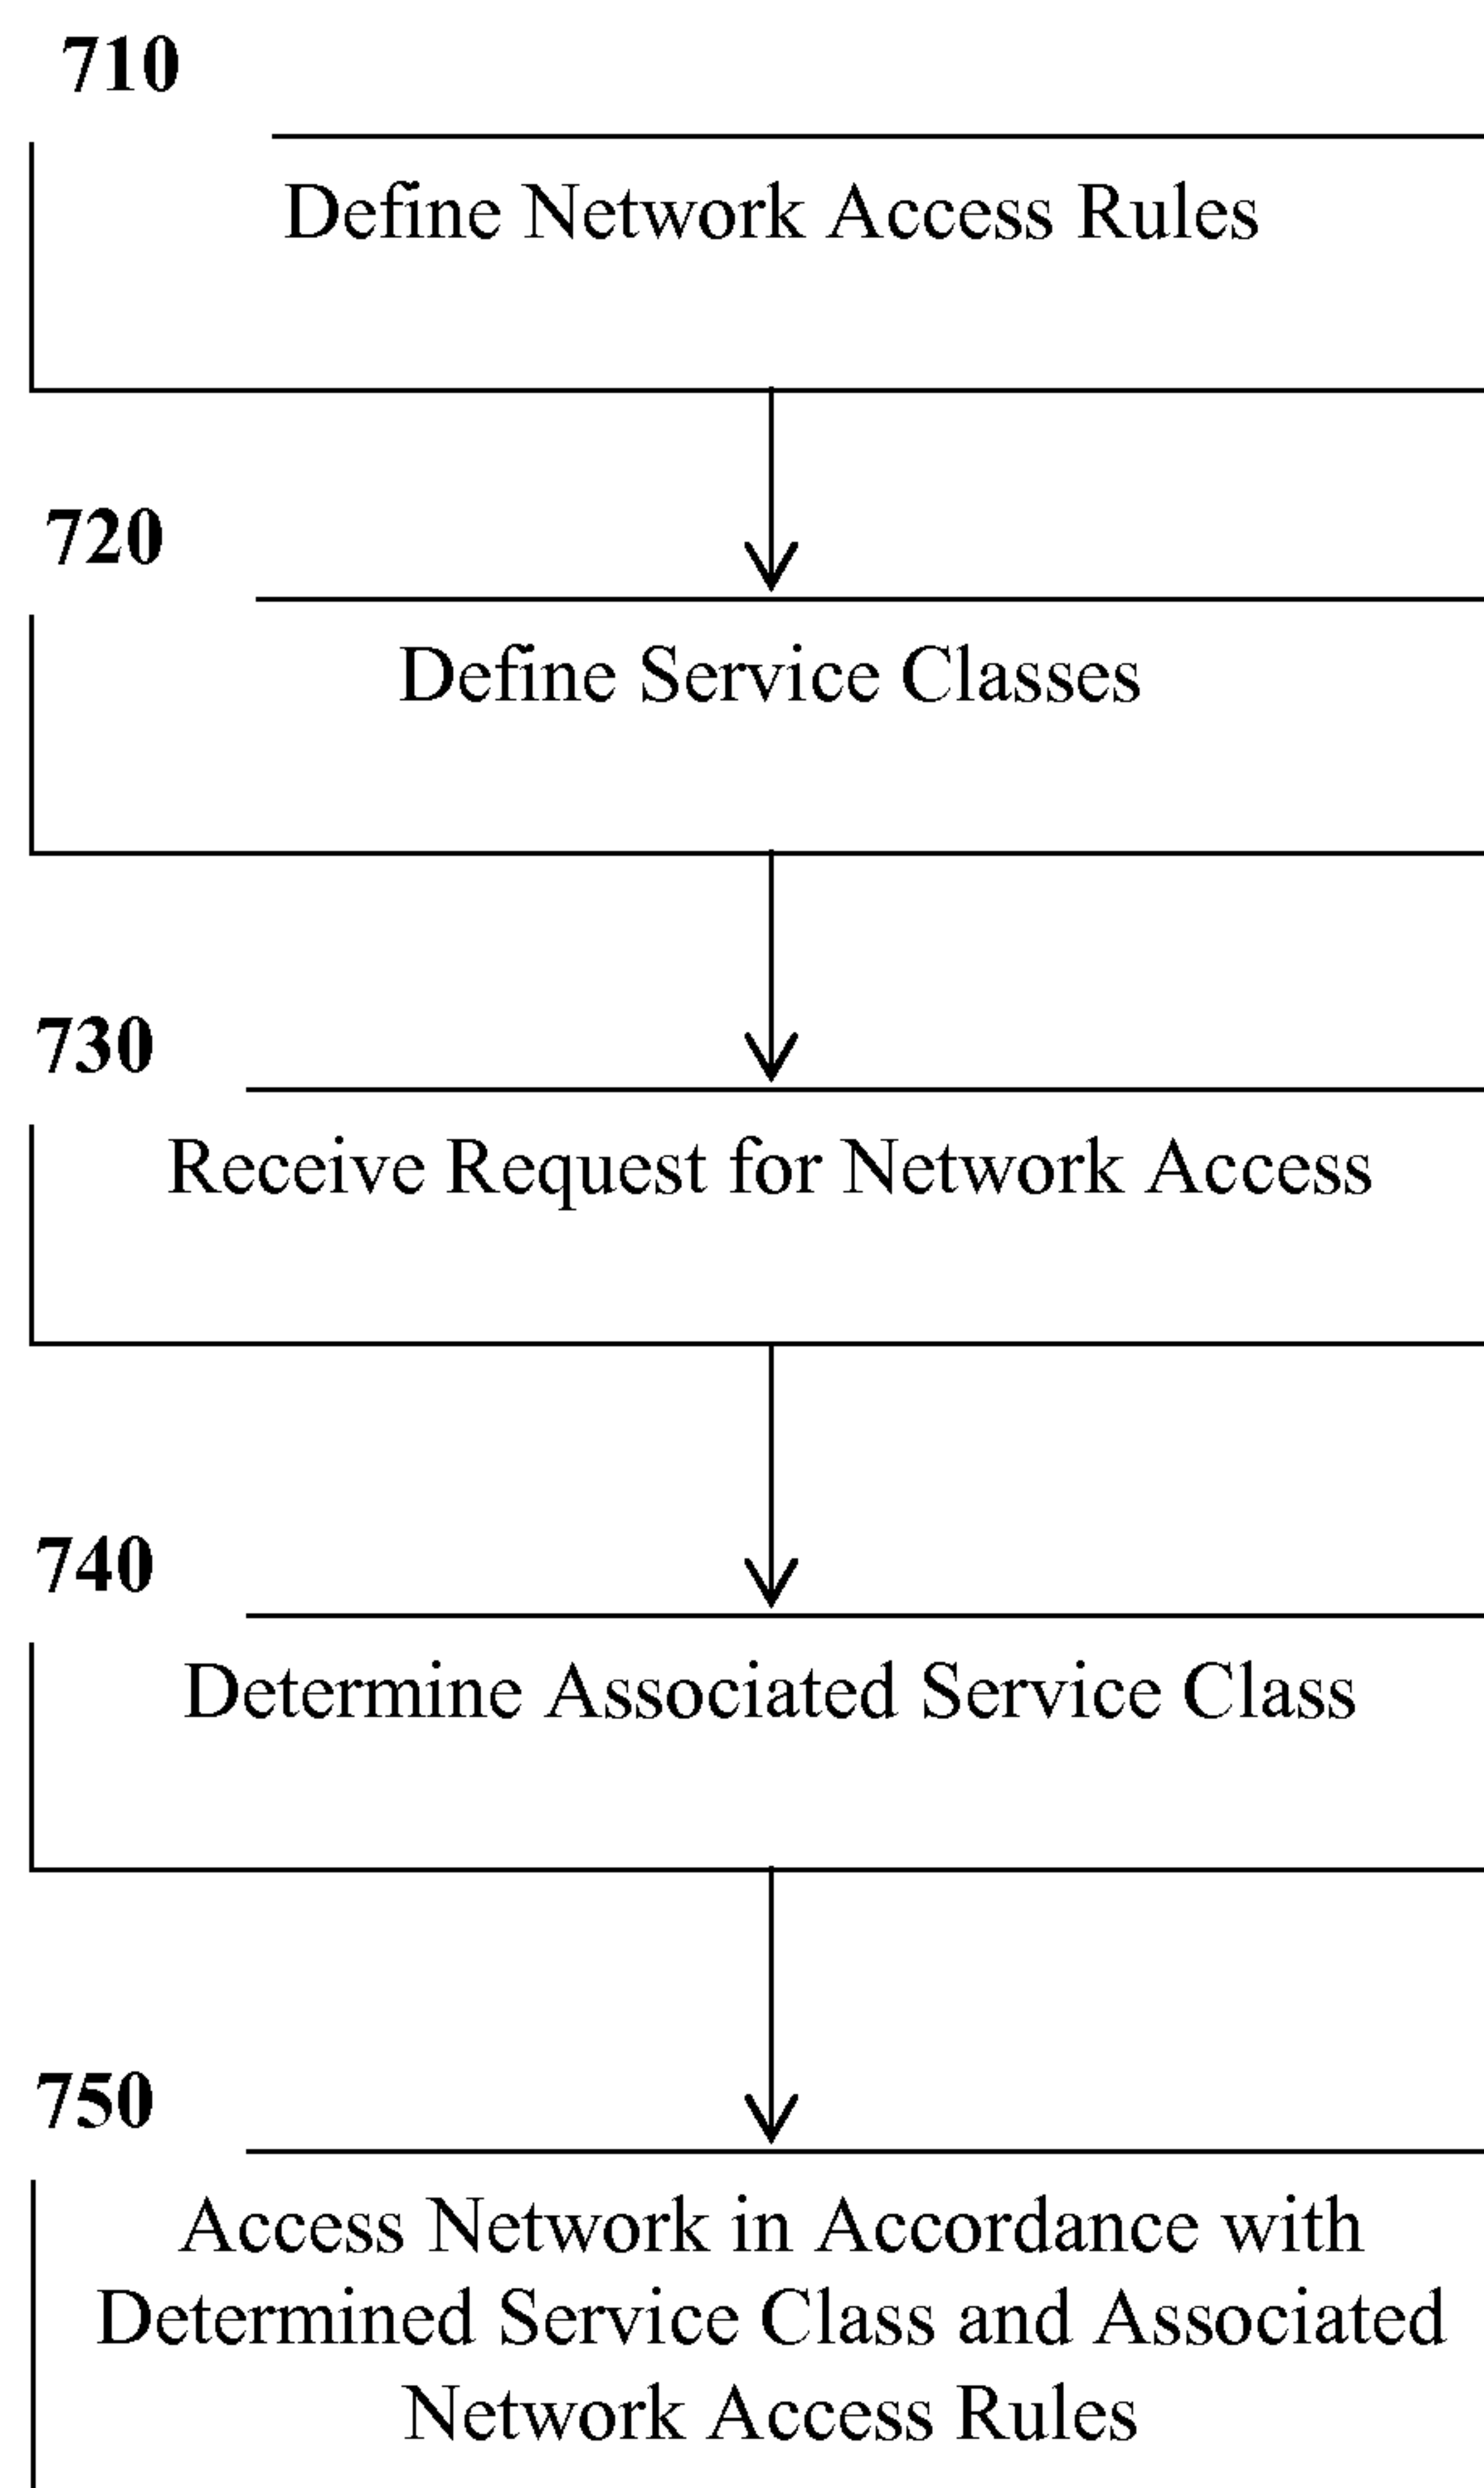 710
Define Network Access Rules
720
Define Service Classes
730
Receive Request for Network Access
740
Determine Associated Service Class
750
Access Network in Accordance with
Determined Service Class and Associated
Network Access Rules